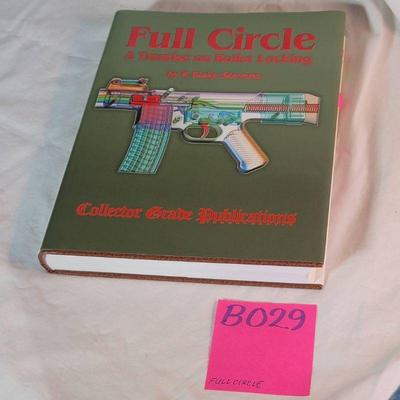 Full Circle
A Treatise on Roller Locking
by R Blake Stevens
Collector Grade Publications
B029
FULL CIRCLE